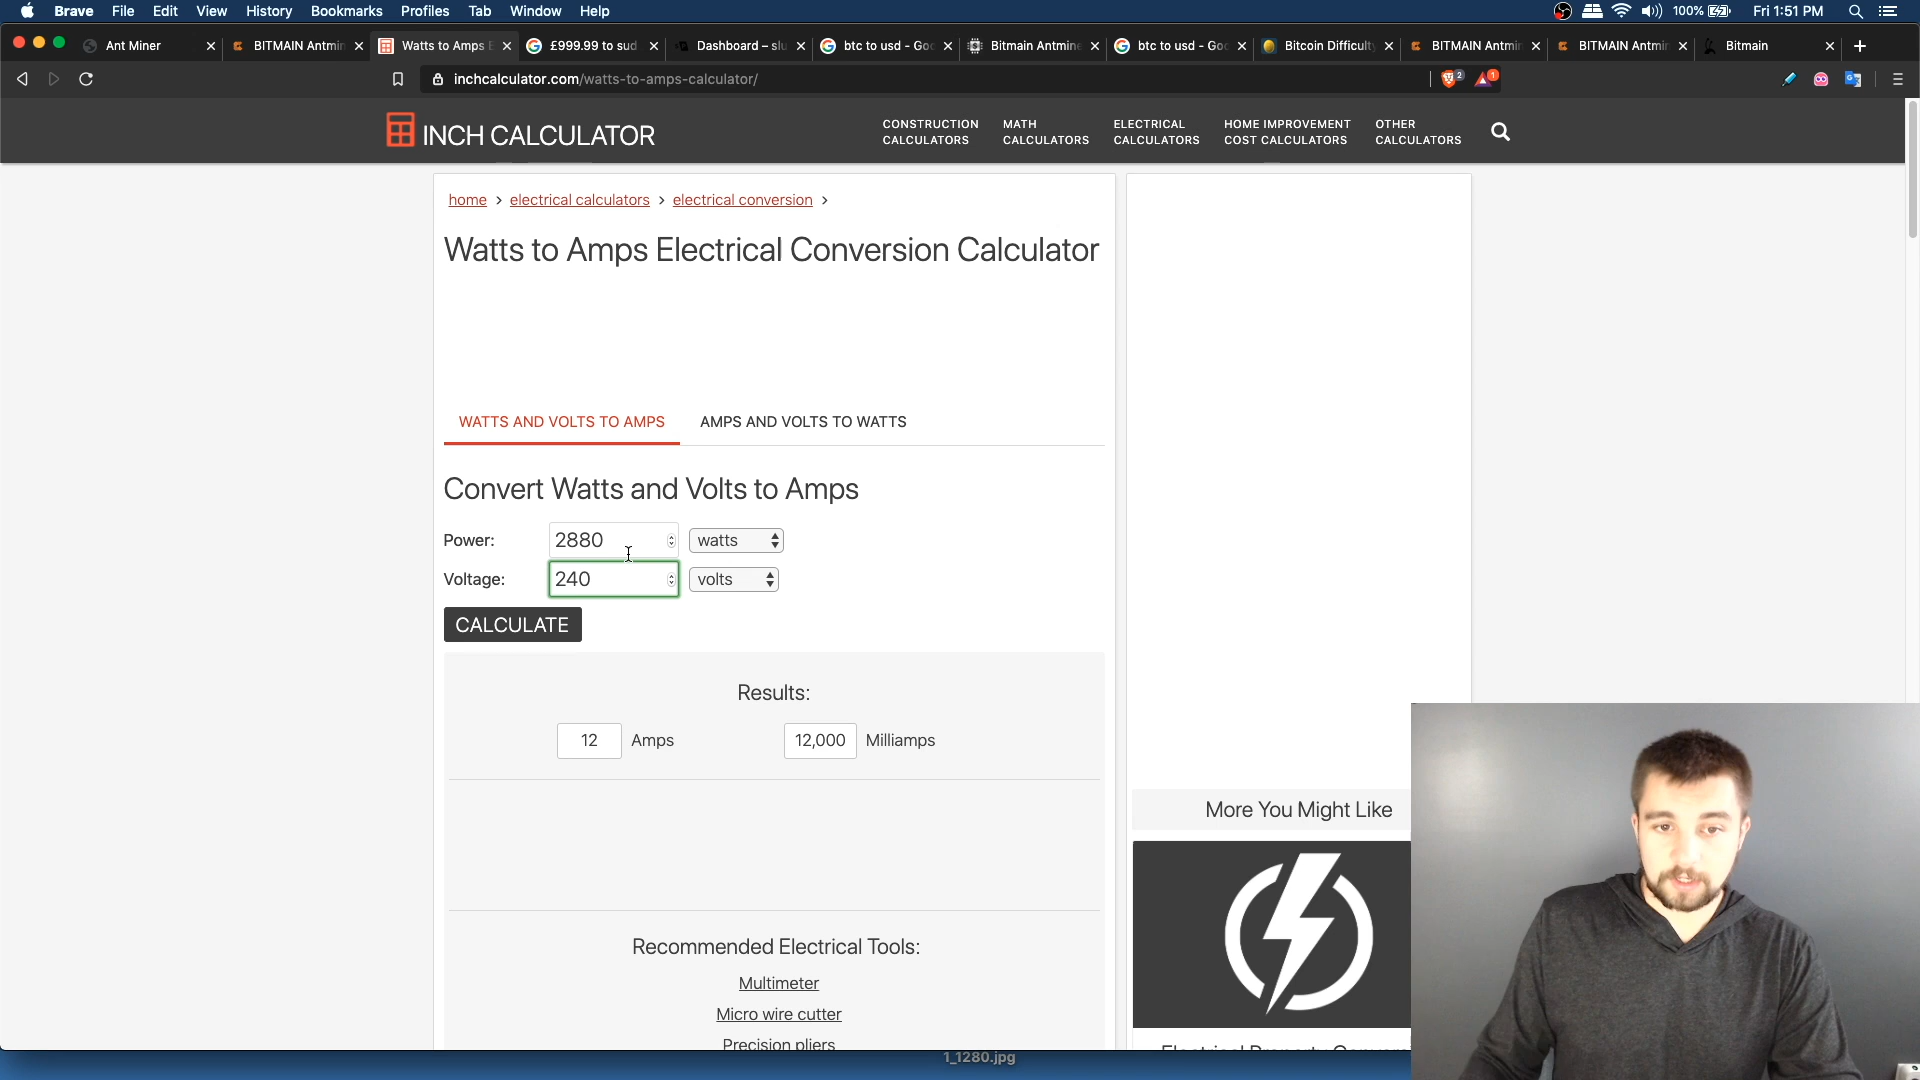 Brave File Edit View History Bookmarks Profiles Tab Window Help 100% Fri 1:51 PM
Ant Miner BITMAIN Antmin Watts to Amps E £999.99 to usd Dashboard – slu btc to usd - Goo Bitmain Antmine btc to usd - Goo Bitcoin Difficulty BITMAIN Antmin BITMAIN Antmin Bitmain
inchcalculator.com/watts-to-amps-calculator/ 2 1
INCH CALCULATOR
CONSTRUCTION CALCULATORS
MATH CALCULATORS
ELECTRICAL CALCULATORS
HOME IMPROVEMENT COST CALCULATORS
OTHER CALCULATORS
home > electrical calculators > electrical conversion >
Watts to Amps Electrical Conversion Calculator
WATTS AND VOLTS TO AMPS AMPS AND VOLTS TO WATTS
Convert Watts and Volts to Amps
Power: 2880 watts
Voltage: 240 volts
CALCULATE
Results:
12 Amps 12,000 Milliamps
More You Might Like
Recommended Electrical Tools:
Multimeter
Micro wire cutter
Precision pliers
1_1280.jpg